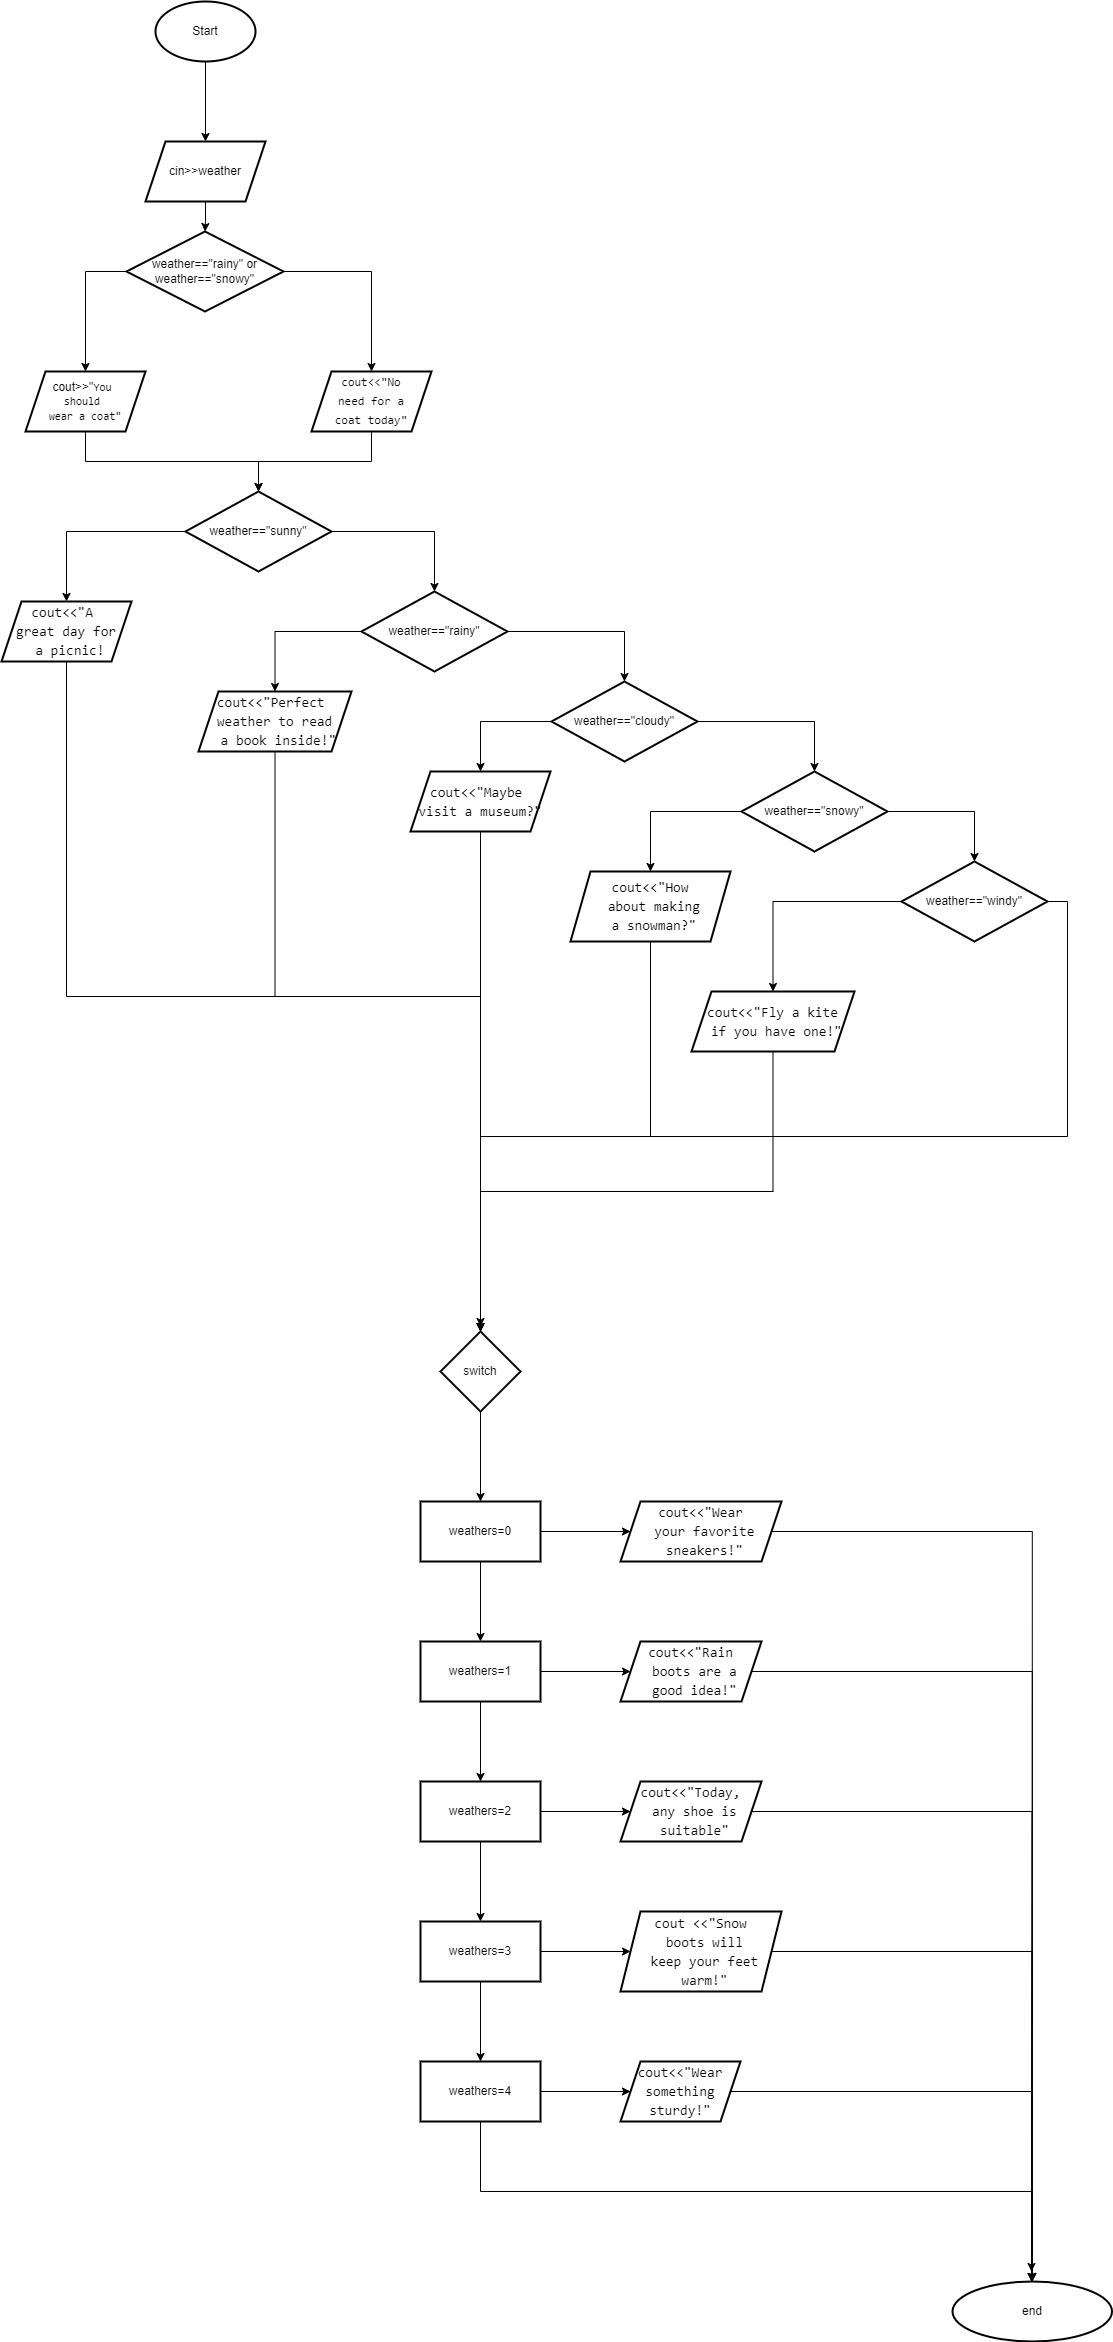 Start
cin>>weather
weather=="rainy" or
weather=="snowy"
cout>>"You
should
wear a coat"
cout<<"No
need for a
coat today"
weather=="sunny"
cout<<"A
great day for
a picnic!
weather=="rainy"
cout<<"Perfect
weather to read
a book inside!"
weather=="cloudy"
cout<<"Maybe
visit a museum?"
weather=="snowy"
cout<<"How
about making
a snowman?"
weather=="windy"
cout<<"Fly a kite
if you have one!"
switch
weathers=0
cout<<"Wear
your favorite
sneakers!"
weathers=1
cout<<"Rain
boots are a
good idea!"
weathers=2
cout<<"Today,
any shoe is
suitable"
weathers=3
cout <<"Snow
boots will
keep your feet
warm!"
weathers=4
cout<<"Wear
something
sturdy!"
end